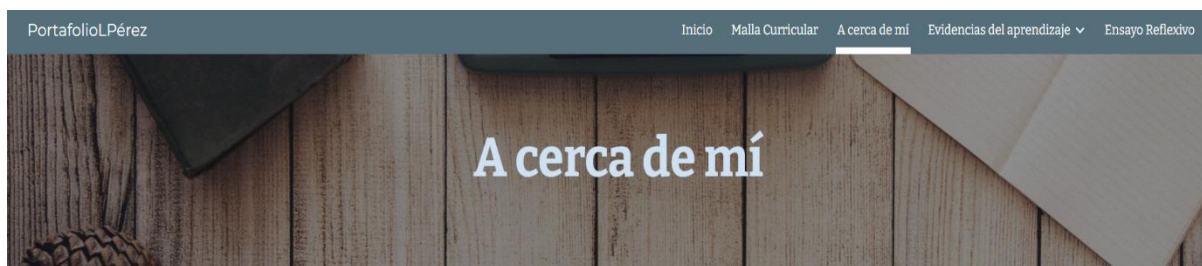 PortafolioLPérez
Inicio Malla Curricular A cerca de mí Evidencias del aprendizaje Ensayo Reflexivo
A cerca de mí